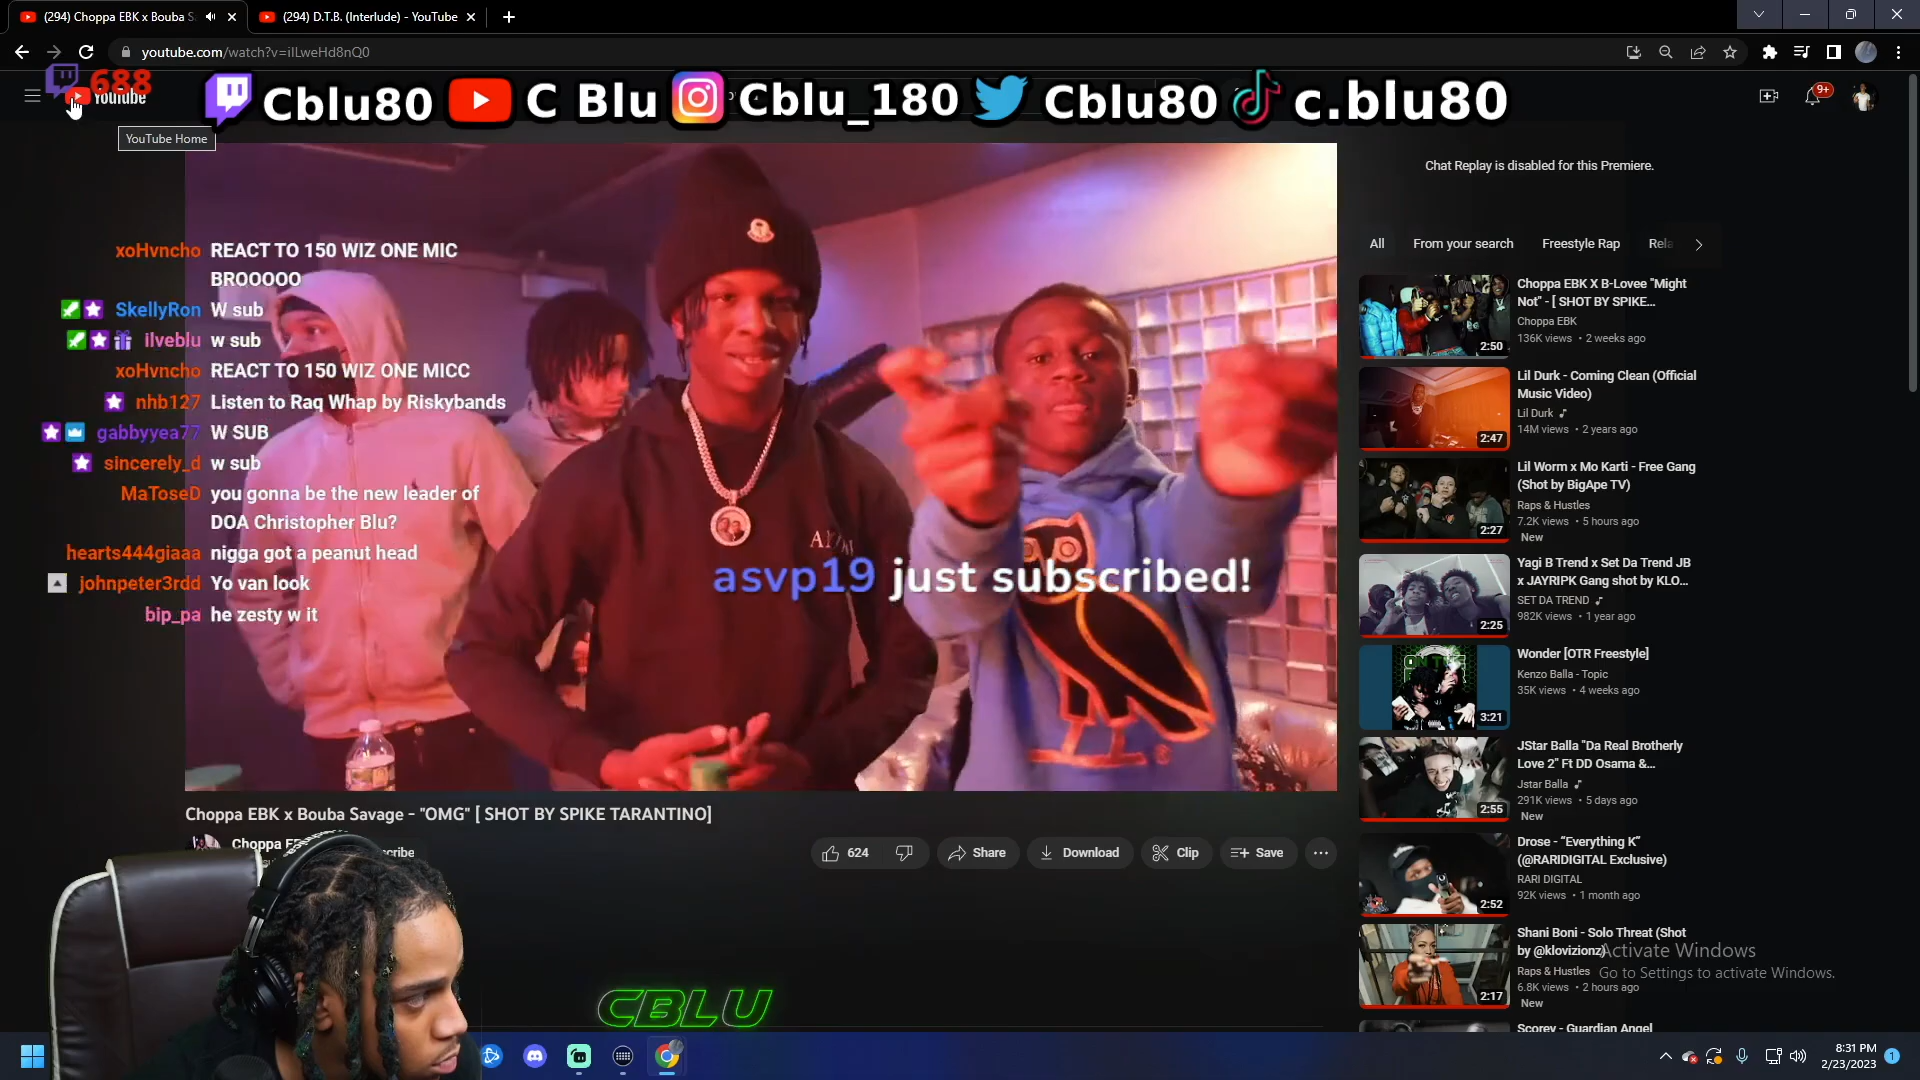 (294) Choppa EBK x Bouba S
(294) D.T.B. (Interlude) - YouTube
youtube.com/watch?v=ilLweHd8nQ0
688
YouTube
Cblu80
C Blu
Cblu_180
Cblu80
c.blu80
9+
YouTube Home
Chat Replay is disabled for this Premiere.
xoHvncho REACT TO 150 WIZ ONE MIC
BROOOOO
SkellyRon W sub
ilveblu w sub
xoHvncho REACT TO 150 WIZ ONE MICC
nhb127 Listen to Raq Whap by Riskybands
gabbyyea77 W SUB
sincerely_d w sub
MaToseD you gonna be the new leader of
DOA Christopher Blu?
hearts444giaaa nigga got a peanut head
johnpeter3rdd Yo van look
bip_pa he zesty w it
asvp19 just subscribed!
Choppa EBK x Bouba Savage - "OMG" [ SHOT BY SPIKE TARANTINO]
Choppa
624
Share
Download
Clip
Save
CBLU
All
From your search
Freestyle Rap
Rela
Choppa EBK X B-Lovee "Might
Not" - [ SHOT BY SPIKE...
Choppa EBK
136K views • 2 weeks ago
2:50
Lil Durk - Coming Clean (Official
Music Video)
Lil Durk
14M views • 2 years ago
2:47
Lil Worm x Mo Karti - Free Gang
(Shot by BigApe TV)
Raps & Hustles
7.2K views • 5 hours ago
New
2:27
Yagi B Trend x Set Da Trend JB
x JAYRIPK Gang shot by KLO...
SET DA TREND
982K views • 1 year ago
2:25
Wonder [OTR Freestyle]
Kenzo Balla - Topic
35K views • 4 weeks ago
3:21
JStar Balla "Da Real Brotherly
Love 2" Ft DD Osama &...
Jstar Balla
291K views • 5 days ago
New
2:55
Drose - “Everything K”
(@RARIDIGITAL Exclusive)
RARI DIGITAL
92K views • 1 month ago
2:52
Shani Boni - Solo Threat (Shot
by @klovizionz)
Raps & Hustles
6.8K views • 2 hours ago
New
2:17
Scorey - Guardian Angel
Activate Windows
Go to Settings to activate Windows.
8:31 PM
2/23/2023
1